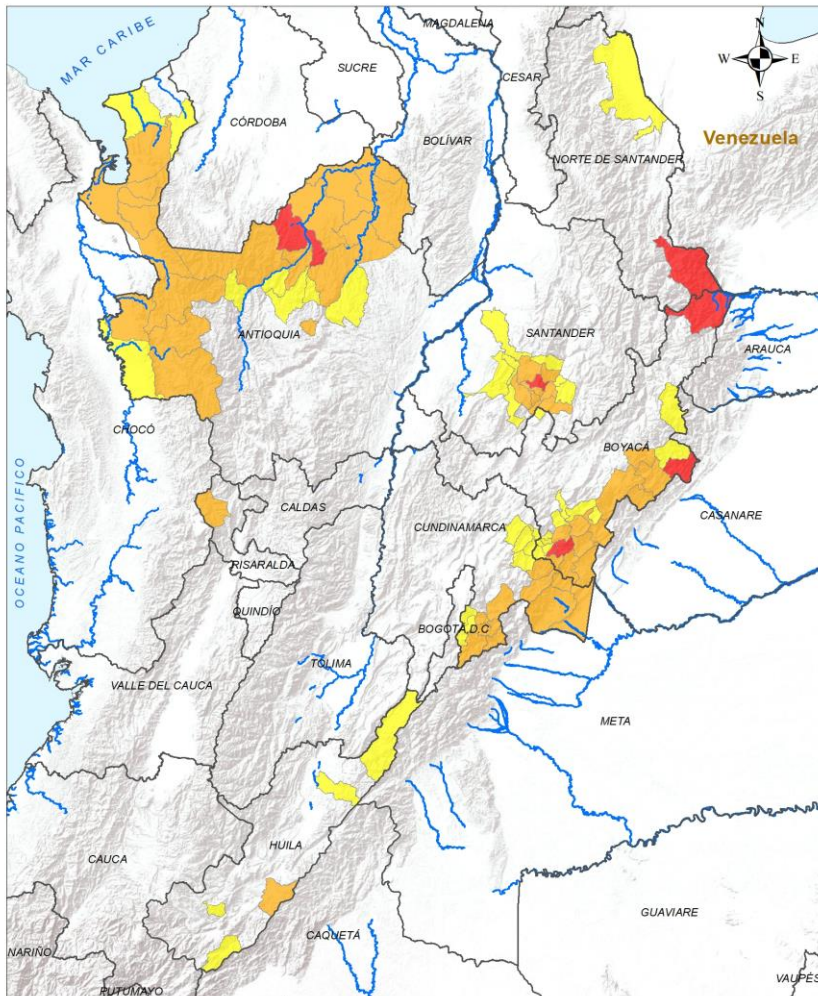 MAGDALENA
MAR CARIBE
N
W E
S
SUCRE
CESAR
CÓRDOBA
BOLÍVAR
Venezuela
NORTE DE SANTANDER
ANTIOQUIA
SANTANDER
ARAUCA
CHOCÓ
BOYACÁ
CALDAS
CUNDINAMARCA
CASANARE
OCEANO PACIFICO
RISARALDA
QUINDÍO
BOGOTÁ D.C
TOLIMA
VALLE DEL CAUCA
META
HUILA
CAUCA
GUAVIARE
CAQUETÁ
NARIÑO
PUTUMAYO
VAUPÉS